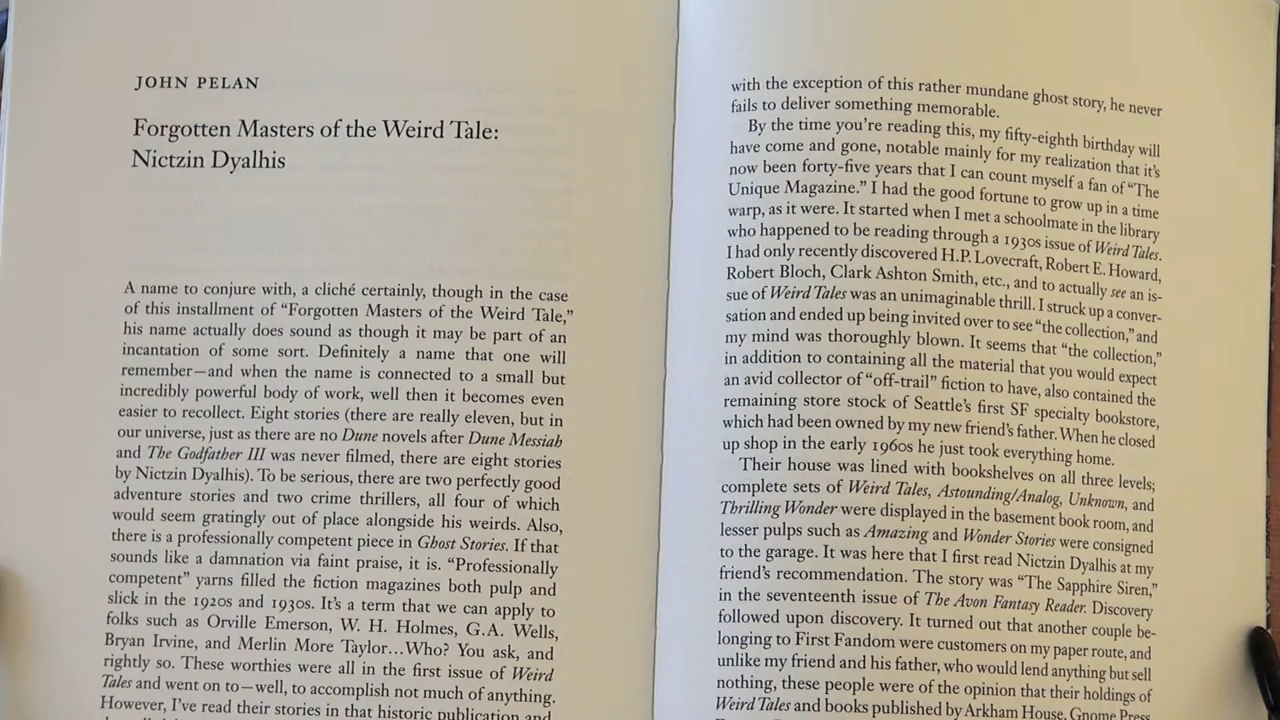 JOHN PELAN
Forgotten Masters of the Weird Tale:
Nictzin Dyalhis
A name to conjure with, a cliché certainly, though in the case
of this installment of “Forgotten Masters of the Weird Tale,”
his name actually does sound as though it may be part of an
incantation of some sort. Definitely a name that one will
remember—and when the name is connected to a small but
incredibly powerful body of work, well then it becomes even
easier to recollect. Eight stories (there are really eleven, but in
our universe, just as there are no Dune novels after Dune Messiah
and The Godfather III was never filmed, there are eight stories
by Nictzin Dyalhis). To be serious, there are two perfectly good
adventure stories and two crime thrillers, all four of which
would seem gratingly out of place alongside his weirds. Also,
there is a professionally competent piece in Ghost Stories. If that
sounds like a damnation via faint praise, it is. “Professionally
competent” yarns filled the fiction magazines both pulp and
slick in the 1920s and 1930s. It’s a term that we can apply to
folks such as Orville Emerson, W. H. Holmes, G.A. Wells,
Bryan Irvine, and Merlin More Taylor…Who? You ask, and
rightly so. These worthies were all in the first issue of Weird
Tales and went on to—well, to accomplish not much of anything.
However, I’ve read their stories in that historic publication and
with the exception of this rather mundane ghost story, he never
fails to deliver something memorable.
By the time you’re reading this, my fifty-eighth birthday will
have come and gone, notable mainly for my realization that it’s
now been forty-five years that I can count myself a fan of “The
Unique Magazine.” I had the good fortune to grow up in a time
warp, as it were. It started when I met a schoolmate in the library
who happened to be reading through a 1930s issue of Weird Tales.
I had only recently discovered H.P. Lovecraft, Robert E. Howard,
Robert Bloch, Clark Ashton Smith, etc., and to actually see an is-
sue of Weird Tales was an unimaginable thrill. I struck up a conver-
sation and ended up being invited over to see “the collection,” and
my mind was thoroughly blown. It seems that “the collection,”
in addition to containing all the material that you would expect
an avid collector of “off-trail” fiction to have, also contained the
remaining store stock of Seattle’s first SF specialty bookstore,
which had been owned by my new friend’s father. When he closed
up shop in the early 1960s he just took everything home.
Their house was lined with bookshelves on all three levels;
complete sets of Weird Tales, Astounding/Analog, Unknown, and
Thrilling Wonder were displayed in the basement book room, and
lesser pulps such as Amazing and Wonder Stories were consigned
to the garage. It was here that I first read Nictzin Dyalhis at my
friend’s recommendation. The story was “The Sapphire Siren,”
in the seventeenth issue of The Avon Fantasy Reader. Discovery
followed upon discovery. It turned out that another couple be-
longing to First Fandom were customers on my paper route, and
unlike my friend and his father, who would lend anything but sell
nothing, these people were of the opinion that their holdings of
Weird Tales and books published by Arkham House, Gnome Press